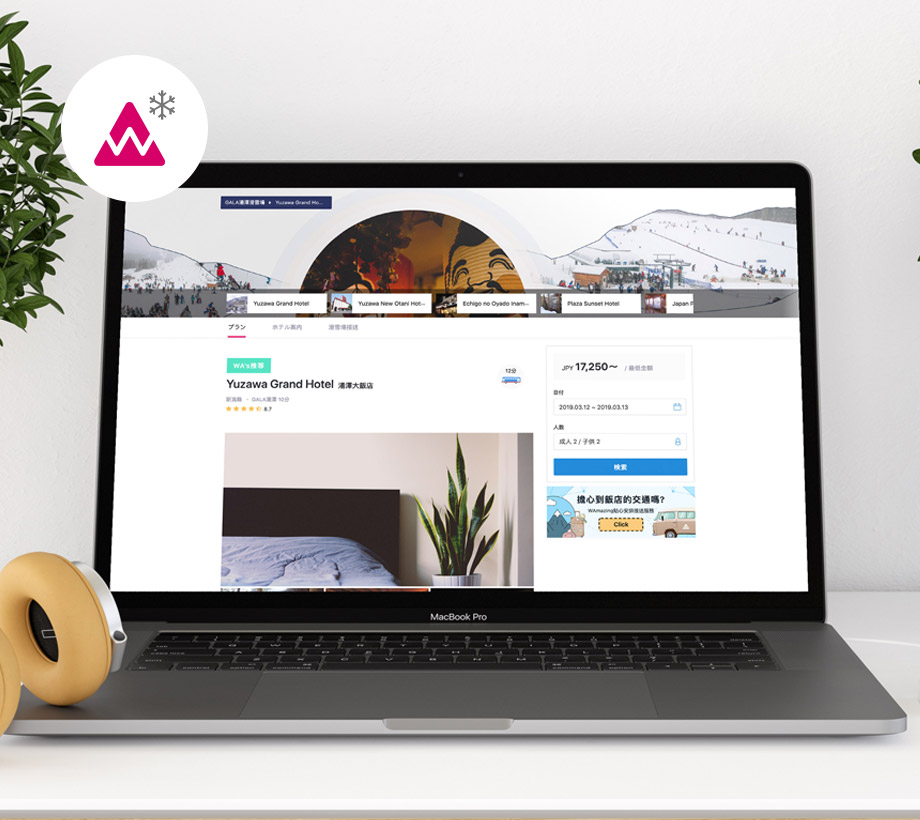 GALA湯澤滑雪場 ▸ Yuzawa Grand Ho...
Yuzawa Grand Hotel
Yuzawa New Otani Hot...
Echigo no Oyado Inam...
Plaza Sunset Hotel
Japan
プラン
ホテル案内
滑雪場接送
WA's推薦
Yuzawa Grand Hotel 湯澤大飯店
新潟縣 ・ GALA湯澤 10分
8.7
12分
JPY 17,250〜 / 最低金額
日付
2019.03.12 ~ 2019.03.13
人数
成人 2 / 子供 2
検索
擔心到飯店的交通嗎?
WAmazing貼心安排接送服務
Click
MacBook Pro